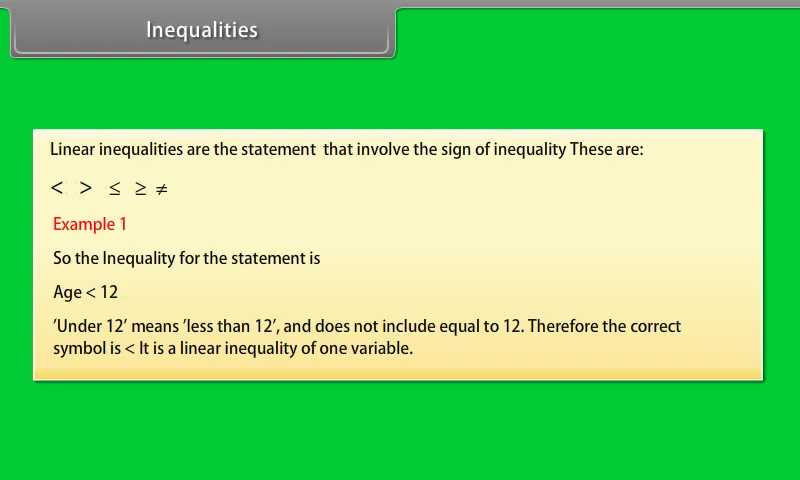 Inequalities
Linear inequalities are the statement that involve the sign of inequality These are:
< > ≤ ≥ ≠
Example 1
So the Inequality for the statement is
Age < 12
'Under 12' means 'less than 12', and does not include equal to 12. Therefore the correct
symbol is < It is a linear inequality of one variable.